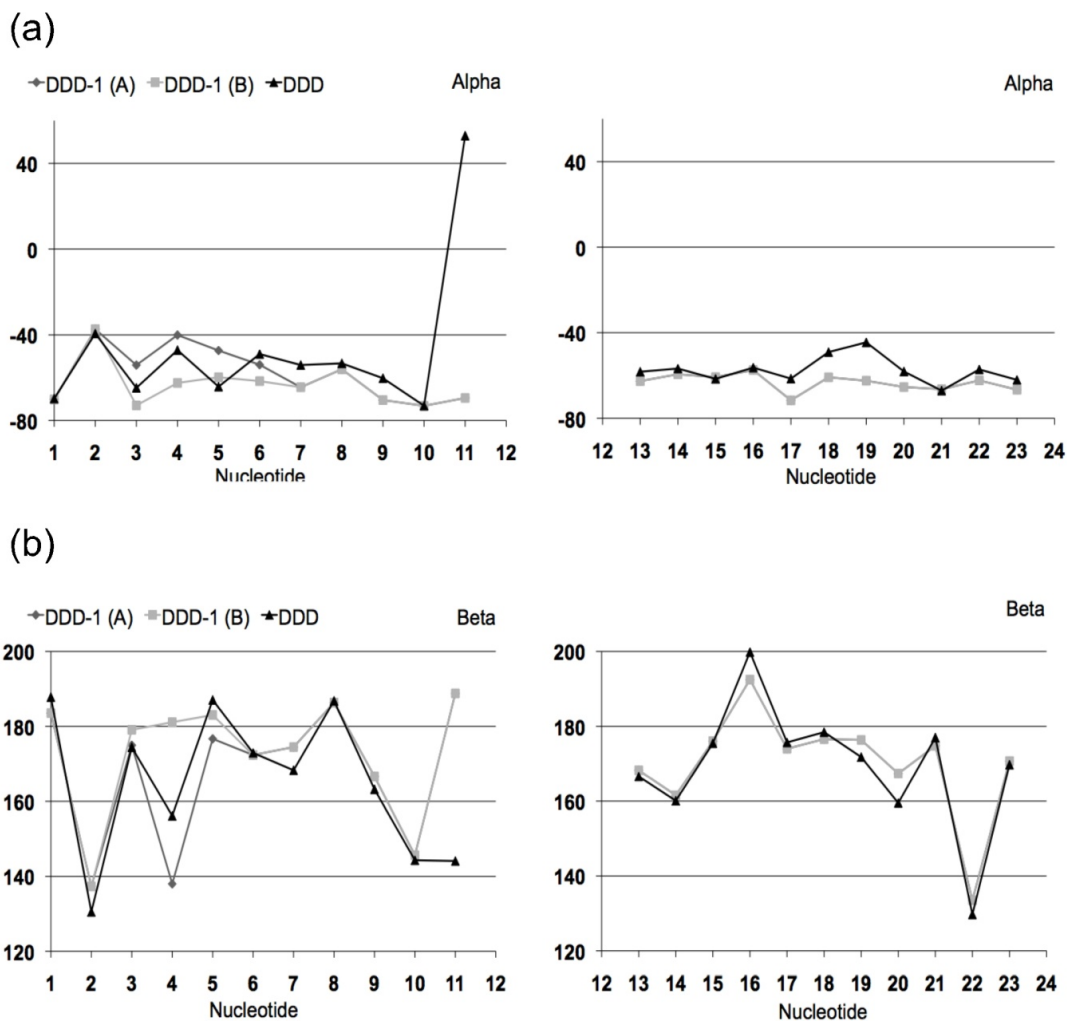 (a)
DDD-1 (A) DDD-1 (B) DDD Alpha
40
0
-40
-80
1 2 3 4 5 6 7 8 9 10 11 12
Nucleotide
Alpha
40
0
-40
-80
12 13 14 15 16 17 18 19 20 21 22 23 24
Nucleotide
(b)
DDD-1 (A) DDD-1 (B) DDD Beta
200
180
160
140
120
1 2 3 4 5 6 7 8 9 10 11 12
Nucleotide
Beta
200
180
160
140
120
12 13 14 15 16 17 18 19 20 21 22 23 24
Nucleotide